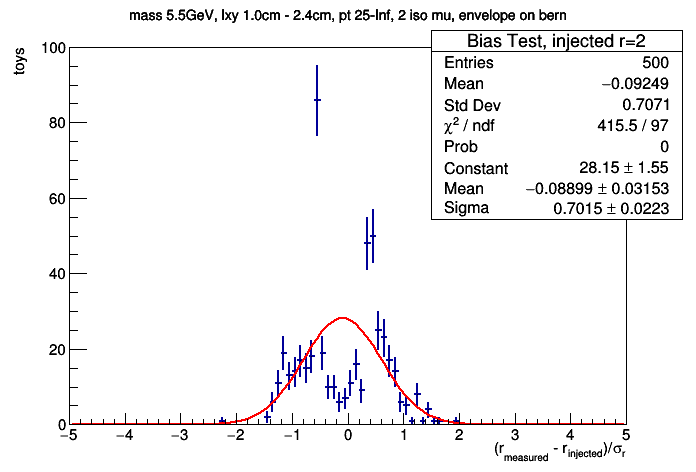 mass 5.5GeV, lxy 1.0cm - 2.4cm, pt 25-Inf, 2 iso mu, envelope on bern
toys
Bias Test, injected r=2
Entries 500
Mean −0.09249
Std Dev 0.7071
χ² / ndf 415.5 / 97
Prob 0
Constant 28.15 ± 1.55
Mean −0.08899 ± 0.03153
Sigma 0.7015 ± 0.0223
100
80
60
40
20
0
−5 −4 −3 −2 −1 0 1 2 3 4 5
(r_measured - r_injected)/σ_r